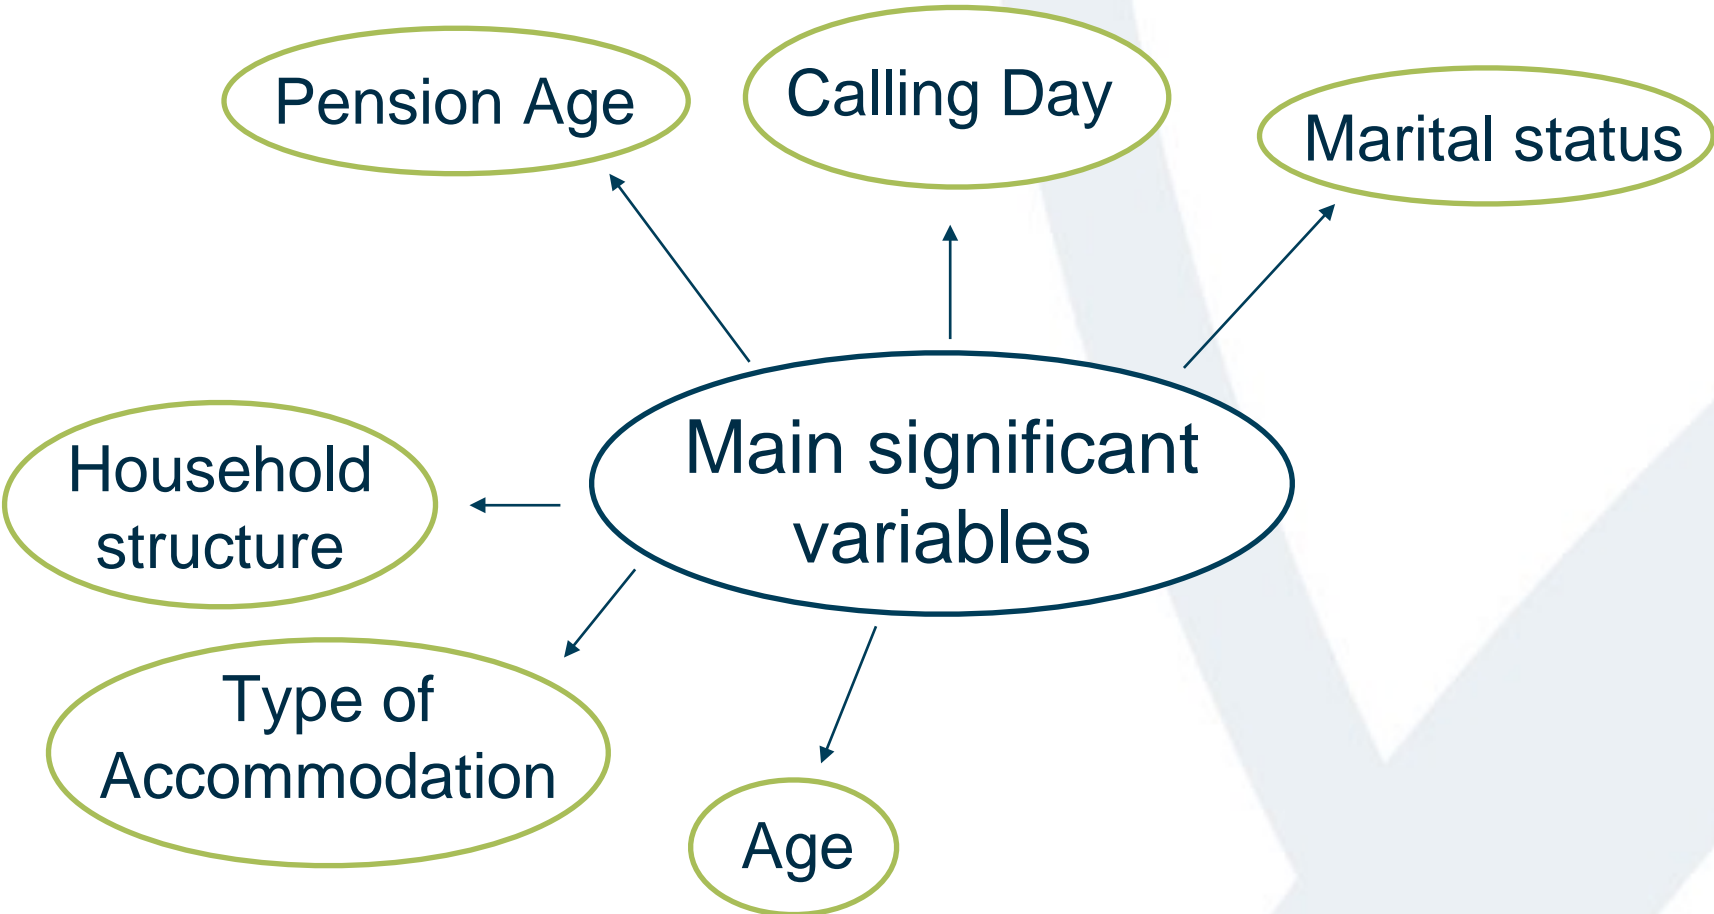 Pension Age
Calling Day
Marital status
Main significant
variables
Household
structure
Type of
Accommodation
Age